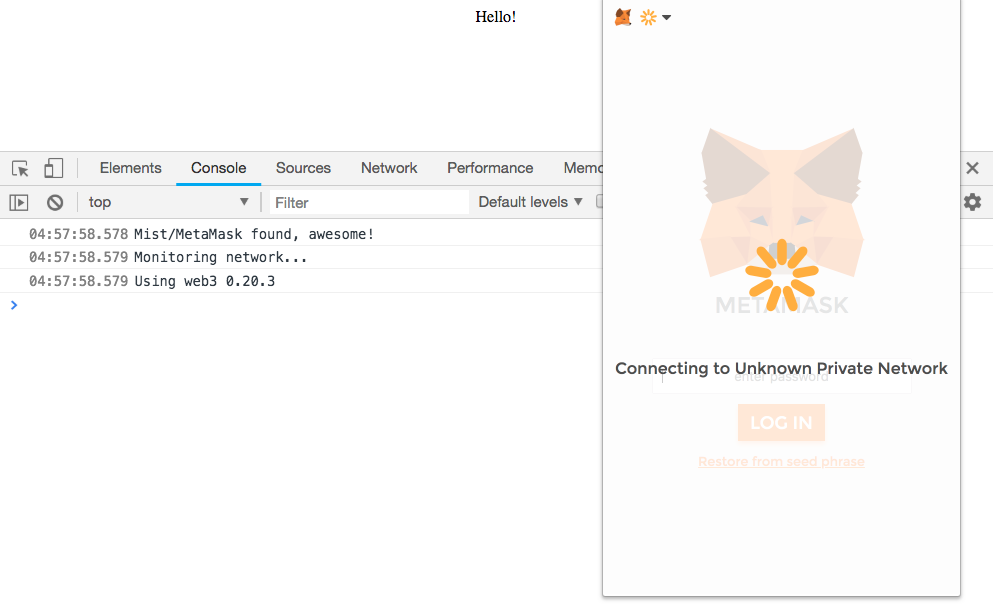 Hello!
Elements Console Sources Network Performance Memo
top Filter Default levels
04:57:58.578 Mist/MetaMask found, awesome!
04:57:58.579 Monitoring network...
04:57:58.579 Using web3 0.20.3
METAMASK
Connecting to Unknown Private Network
enter password
LOG IN
Restore from seed phrase